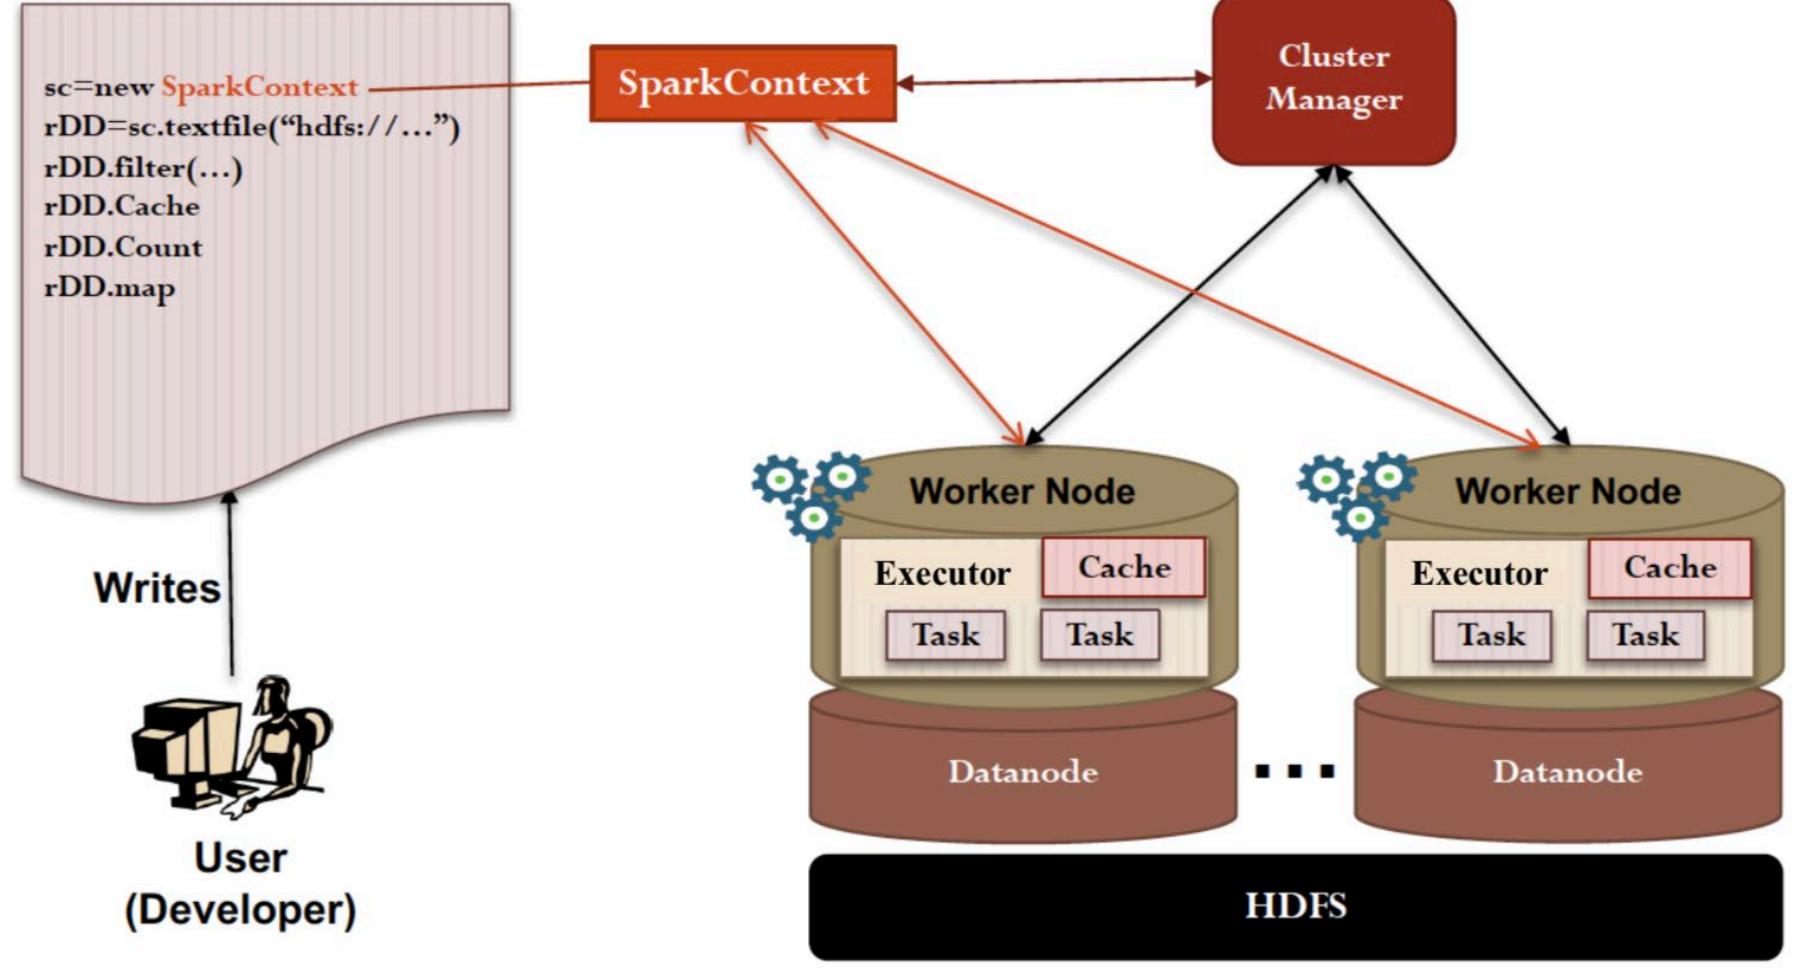 sc=new SparkContext
rDD=sc.textfile(“hdfs://…”)
rDD.filter(…)
rDD.Cache
rDD.Count
rDD.map
SparkContext
Cluster
Manager
Writes
User
(Developer)
Worker Node
Executor
Cache
Task
Task
Datanode
...
Worker Node
Executor
Cache
Task
Task
Datanode
HDFS